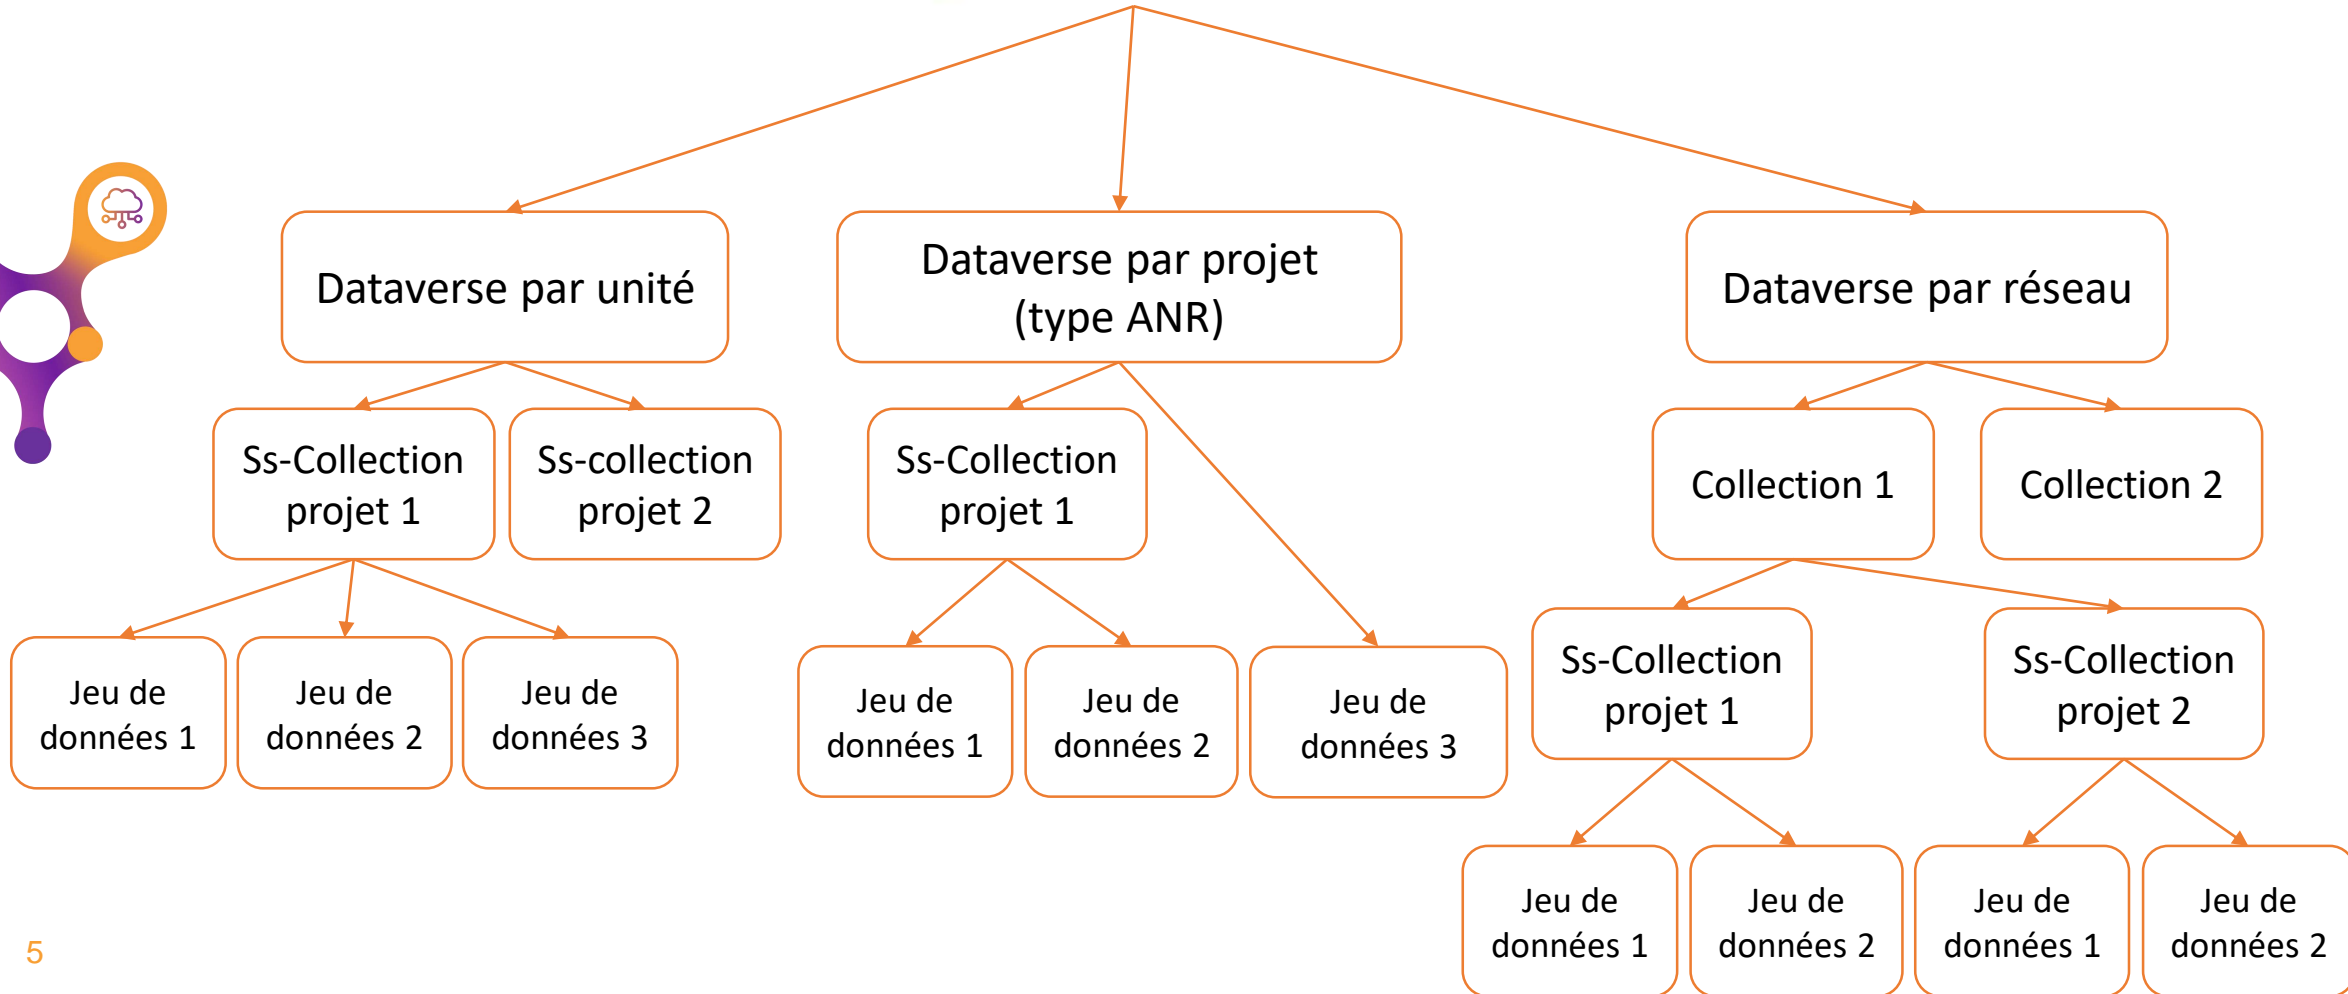 Dataverse par unité
Dataverse par projet
(type ANR)
Dataverse par réseau
Ss-Collection
projet 1
Ss-collection
projet 2
Ss-Collection
projet 1
Collection 1
Collection 2
Jeu de
données 1
Jeu de
données 2
Jeu de
données 3
Jeu de
données 1
Jeu de
données 2
Jeu de
données 3
Ss-Collection
projet 1
Ss-Collection
projet 2
Jeu de
données 1
Jeu de
données 2
Jeu de
données 1
Jeu de
données 2
5